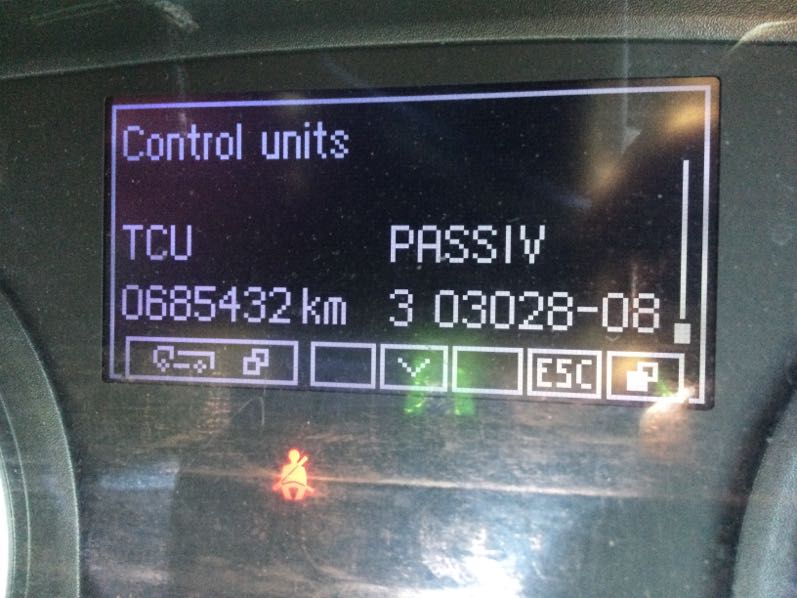 Control units
TCU PASSIV
0685432 km 3 03028-08
ESC